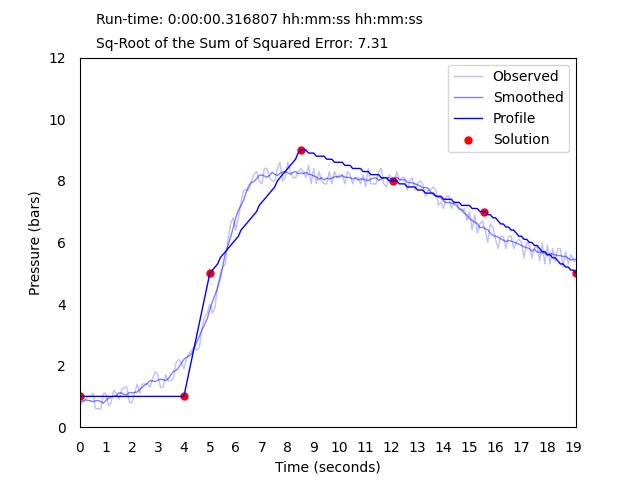 Run-time: 0:00:00.316807 hh:mm:ss hh:mm:ss
Sq-Root of the Sum of Squared Error: 7.31
12
10
8
6
4
2
0
Pressure (bars)
Observed
Smoothed
Profile
Solution
0 1 2 3 4 5 6 7 8 9 10 11 12 13 14 15 16 17 18 19
Time (seconds)